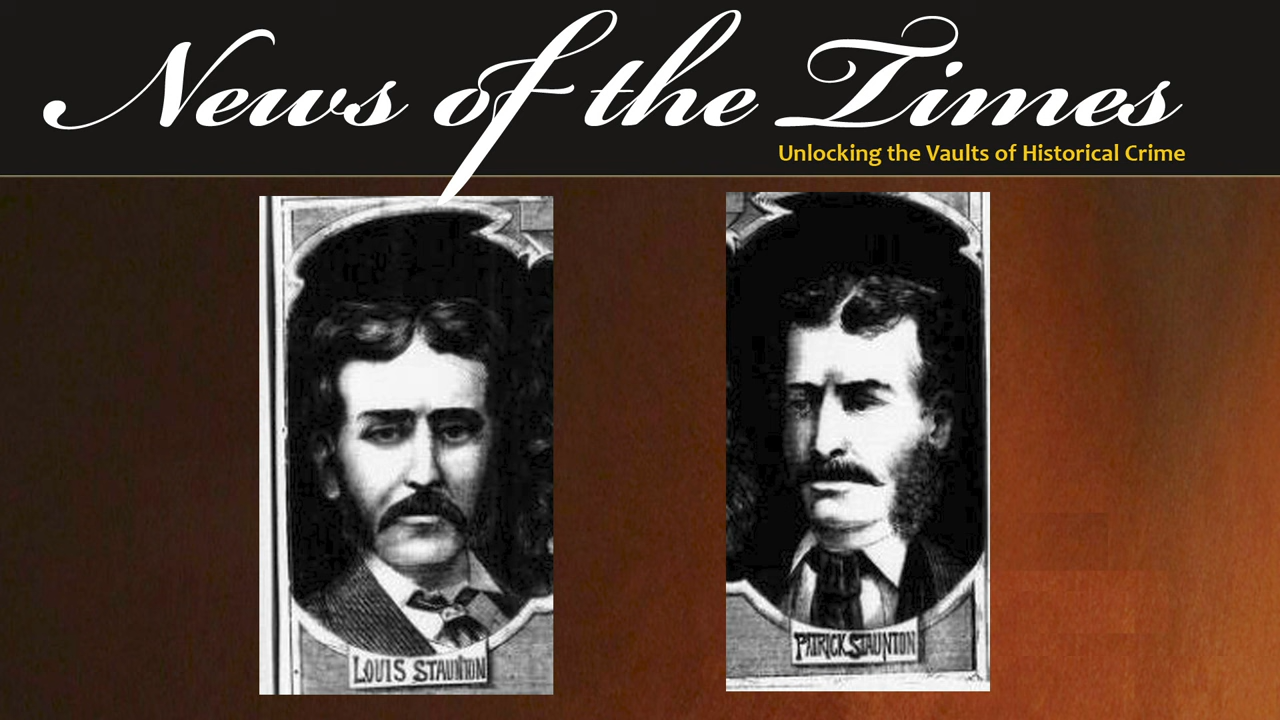 News of the Times
Unlocking the Vaults of Historical Crime
LOUIS STAUNTON
PATRICK STAUNTON